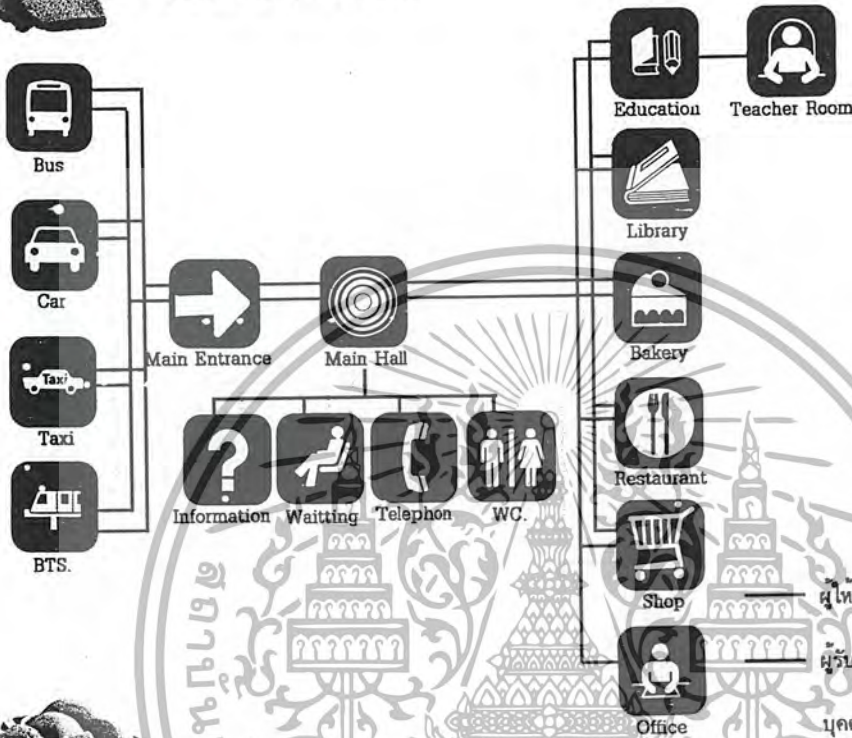 Bus
Car
Taxi
Taxi
BTS.
Main Entrance
Main Hall
Information
Waitting
Telephon
WC.
Education
Teacher Room
Library
Bakery
Restaurant
Shop
Office